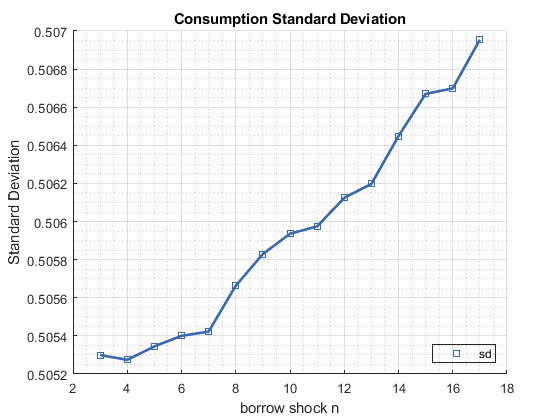 Consumption Standard Deviation
0.507
0.5068
0.5066
0.5064
0.5062
0.506
0.5058
0.5056
0.5054
0.5052
Standard Deviation
sd
2 4 6 8 10 12 14 16 18
borrow shock n